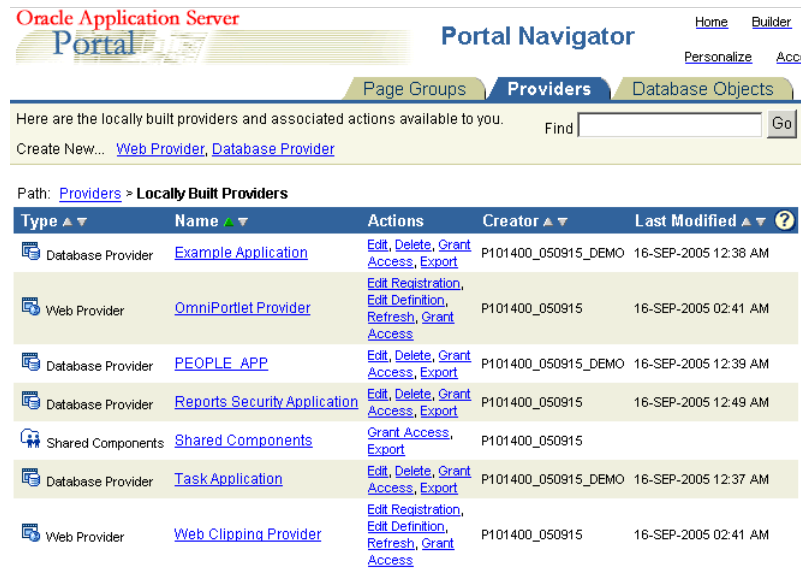 Oracle Application Server
Portal
Portal Navigator
Home Builder
Personalize Acc
Page Groups Providers Database Objects
Here are the locally built providers and associated actions available to you.
Find Go
Create New... Web Provider, Database Provider
Path: Providers > Locally Built Providers
Type Name Actions Creator Last Modified ?
Database Provider Example Application Edit, Delete, Grant P101400_050915_DEMO 16-SEP-2005 12:38 AM
Access, Export
Edit Registration,
Edit Definition,
Web Provider OmniPortlet Provider Refresh, Grant P101400_050915 16-SEP-2005 02:41 AM
Access
Database Provider PEOPLE_APP Edit, Delete, Grant P101400_050915_DEMO 16-SEP-2005 12:39 AM
Access, Export
Database Provider Reports Security Application Edit, Delete, Grant P101400_050915 16-SEP-2005 12:49 AM
Access, Export
Shared Components Shared Components Grant Access, P101400_050915
Export
Database Provider Task Application Edit, Delete, Grant P101400_050915_DEMO 16-SEP-2005 12:37 AM
Access, Export
Edit Registration,
Edit Definition,
Web Provider Web Clipping Provider Refresh, Grant P101400_050915 16-SEP-2005 02:41 AM
Access